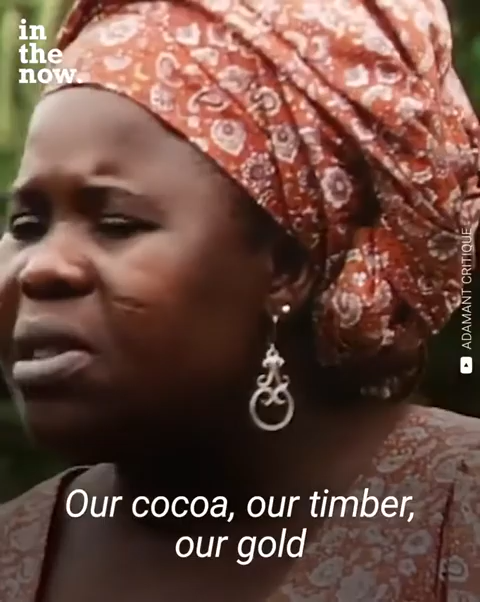 in
the
now.
ADAMANT CRITIQUE
Our cocoa, our timber,
our gold